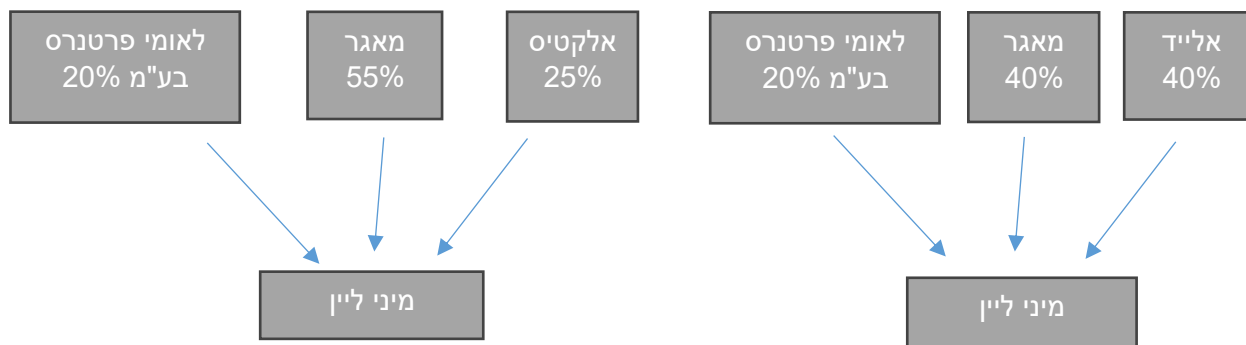 אלייד
40%
מאגר
40%
לאומי פרטנרס
בע"מ 20%
מיני ליין
אלקטיס
25%
מאגר
55%
לאומי פרטנרס
בע"מ 20%
מיני ליין